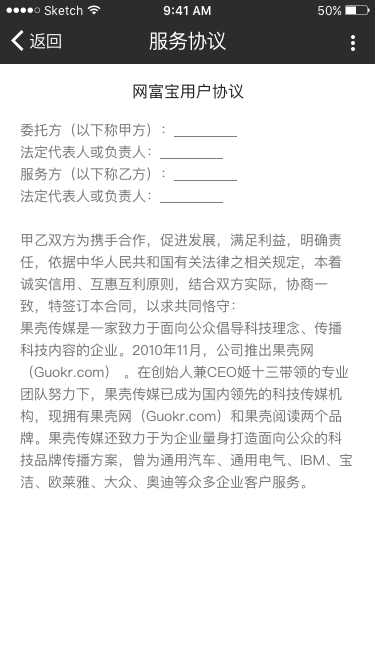 Sketch 9:41 AM 50%
返回 服务协议
网富宝用户协议
委托方（以下称甲方）：________
法定代表人或负责人：________
服务方（以下称乙方）：________
法定代表人或负责人：________
甲乙双方为携手合作，促进发展，满足利益，明确责
任，依据中华人民共和国有关法律之相关规定，本着
诚实信用、互惠互利原则，结合双方实际，协商一
致，特签订本合同，以求共同恪守：
果壳传媒是一家致力于面向公众倡导科技理念、传播
科技内容的企业。2010年11月，公司推出果壳网
（Guokr.com） 。在创始人兼CEO姬十三带领的专业
团队努力下，果壳传媒已成为国内领先的科技传媒机
构，现拥有果壳网（Guokr.com）和果壳阅读两个品
牌。果壳传媒还致力于为企业量身打造面向公众的科
技品牌传播方案，曾为通用汽车、通用电气、IBM、宝
洁、欧莱雅、大众、奥迪等众多企业客户服务。